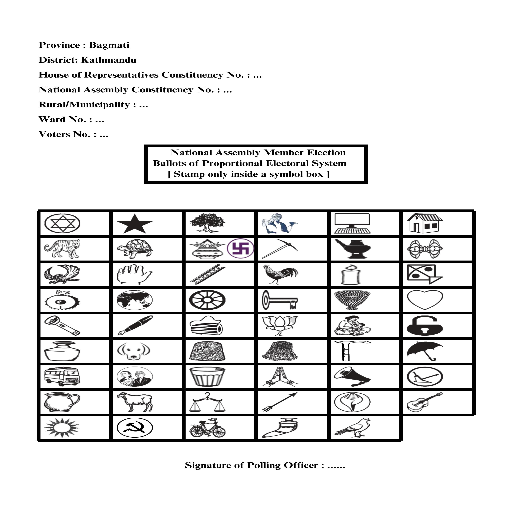 Province : Bagmati
District: Kathmandu
House of Representatives Constituency No. : ...
National Assembly Constituency No. : ...
Rural/Municipality : ...
Ward No. : ...
Voters No. : ...
National Assembly Member Election
Ballots of Proportional Electoral System
[ Stamp only inside a symbol box ]
Signature of Polling Officer : ......